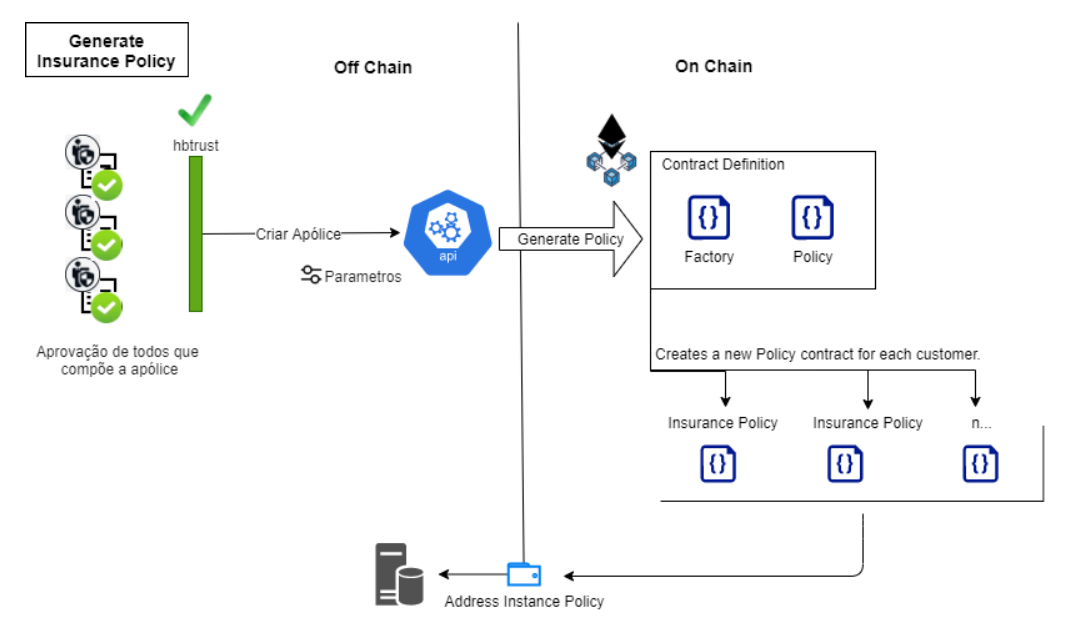 Generate
Insurance Policy
Off Chain
On Chain
hbtrust
Contract Definition
Criar Apólice
api
Generate Policy
Factory
Policy
Parametros
Aprovação de todos que
compõe a apólice
Creates a new Policy contract for each customer.
Insurance Policy
Insurance Policy
n...
Address Instance Policy